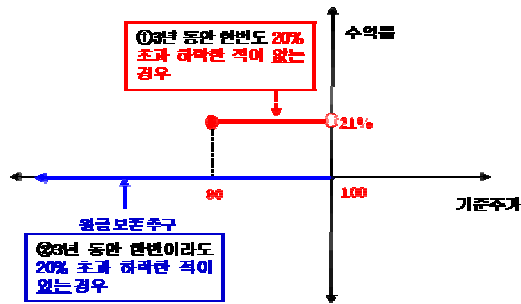 ①3년 동안 한번도 20%
초과 하락한 적이 없는
경우
수익률
21%
80
100
기준주가
원금 보존 추구
②3년 동안 한번이라도
20% 초과 하락한 적이
있는 경우